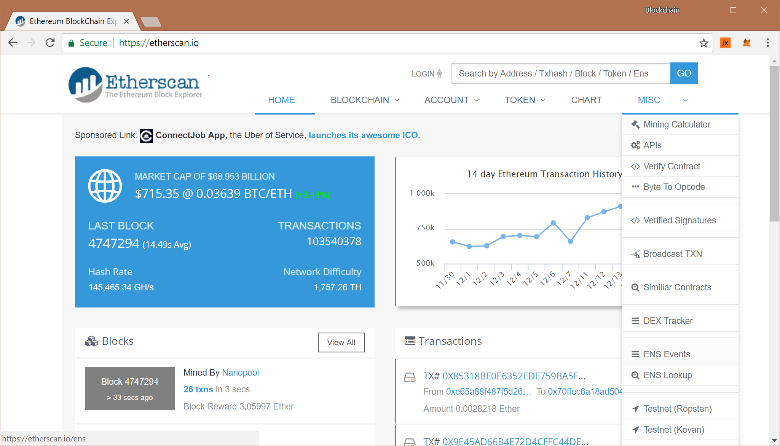 Blockchain
Ethereum BlockChain Exp
Secure | https://etherscan.io
LOGIN
Search by Address / Txhash / Block / Token / Ens
GO
Etherscan
The Ethereum Block Explorer
HOME BLOCKCHAIN ACCOUNT TOKEN CHART MISC
Sponsored Link: ConnectJob App, the Uber of Service, launches its awesome ICO.
MARKET CAP OF $68.953 BILLION
$715.35 @ 0.03639 BTC/ETH
LAST BLOCK
4747294 (14.49s Avg)
TRANSACTIONS
103540378
Hash Rate
145,465.34 GH/s
Network Difficulty
1,757.26 TH
14 day Ethereum Transaction History
1 000k
750k
500k
11/30 12/1 12/2 12/3 12/4 12/5 12/6 12/7 12/11 12/12 12/13
Mining Calculator
APIs
Verify Contract
Byte To Opcode
Verified Signatures
Broadcast TXN
Similiar Contracts
DEX Tracker
ENS Events
ENS Lookup
Testnet (Ropsten)
Testnet (Kovan)
Blocks
View All
Block 4747294
> 33 secs ago
Mined By Nanopool
26 txns in 3 secs
Block Reward 3.05997 Ether
Transactions
TX# 0X85318BE0E6352EDE759BA5F...
From 0xe65a88f487f5d26... To 0x70ffec6a18ad504
Amount 0.0028218 Ether
TX# 0X9E45AD66B4E72D4CFFC44DE...
https://etherscan.io/ens